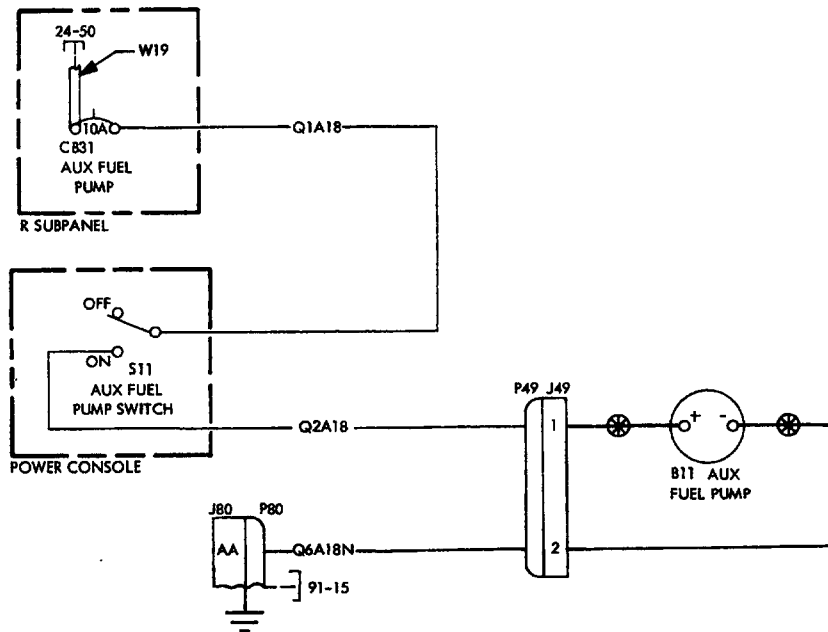 24-50
W19
10A
CB31
AUX FUEL
PUMP
Q1A18
R SUBPANEL
OFF
ON
S11
AUX FUEL
PUMP SWITCH
Q2A18
POWER CONSOLE
P49 J49
1
+ -
B11 AUX
FUEL PUMP
J80 P80
AA
Q6A18N
2
91-15